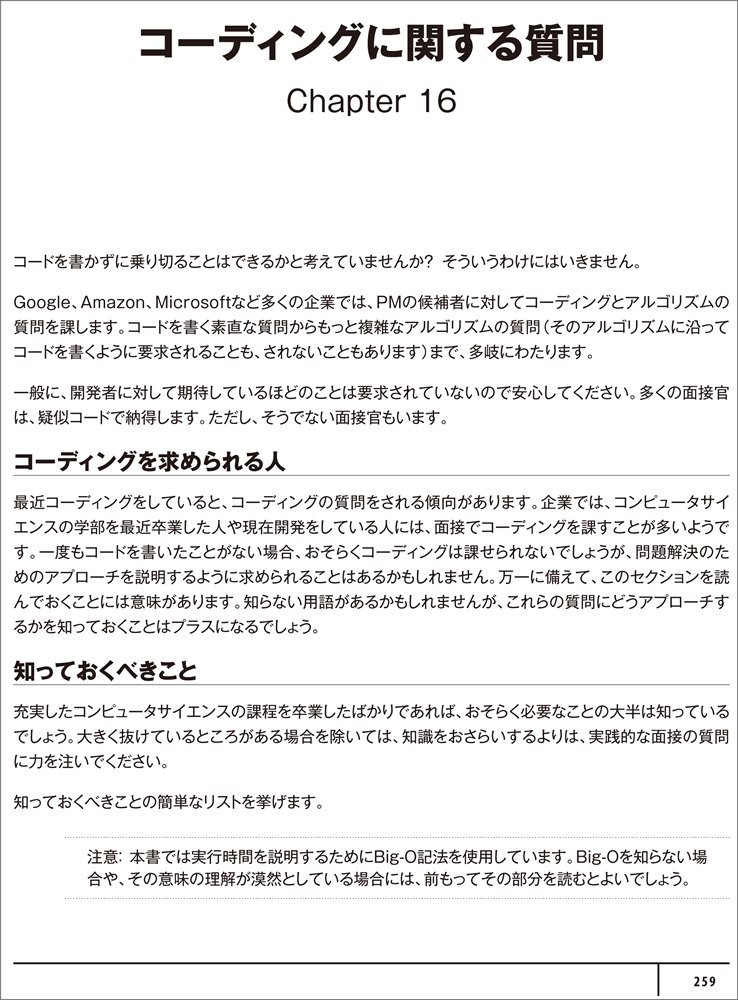 コーディングに関する質問
Chapter 16
コードを書かずに乗り切ることはできるかと考えていませんか？ そういうわけにはいきません。
Google、Amazon、Microsoftなど多くの企業では、PMの候補者に対してコーディングとアルゴリズムの
質問を課します。コードを書く素直な質問からもっと複雑なアルゴリズムの質問（そのアルゴリズムに沿って
コードを書くように要求されることも、されないこともあります）まで、多岐にわたります。
一般に、開発者に対して期待しているほどのことは要求されていないので安心してください。多くの面接官
は、疑似コードで納得します。ただし、そうでない面接官もいます。
コーディングを求められる人
最近コーディングをしていると、コーディングの質問をされる傾向があります。企業では、コンピュータサイ
エンスの学部を最近卒業した人や現在開発をしている人には、面接でコーディングを課すことが多いようで
す。一度もコードを書いたことがない場合、おそらくコーディングは課せられないでしょうが、問題解決のた
めのアプローチを説明するように求められることはあるかもしれません。万一に備えて、このセクションを読
んでおくことには意味があります。知らない用語があるかもしれませんが、これらの質問にどうアプローチす
るかを知っておくことはプラスになるでしょう。
知っておくべきこと
充実したコンピュータサイエンスの課程を卒業したばかりであれば、おそらく必要なことの大半は知っている
でしょう。大きく抜けているところがある場合を除いては、知識をおさらいするよりは、実践的な面接の質問
に力を注いでください。
知っておくべきことの簡単なリストを挙げます。
注意: 本書では実行時間を説明するためにBig-O記法を使用しています。Big-Oを知らない場
合や、その意味の理解が漠然としている場合には、前もってその部分を読むとよいでしょう。
259